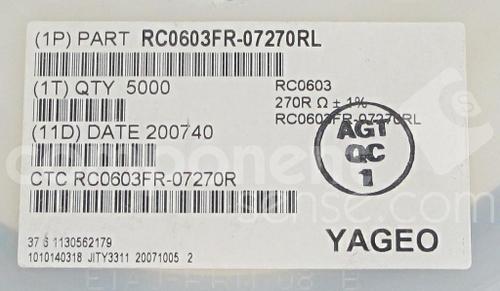 (1P) PART RC0603FR-07270RL
(1T) QTY 5000
RC0603
270R Ω ± 1%
RC0603FR-07270RL
(11D) DATE 200740
AGT
QC
1
CTC RC0603FR-07270R
37 S 1130562179
1010140318 JITY3311 20071005 2
YAGEO